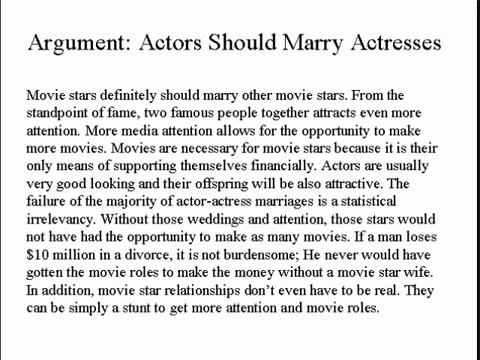 Argument: Actors Should Marry Actresses
Movie stars definitely should marry other movie stars. From the
standpoint of fame, two famous people together attracts even more
attention. More media attention allows for the opportunity to make
more movies. Movies are necessary for movie stars because it is their
only means of supporting themselves financially. Actors are usually
very good looking and their offspring will be also attractive. The
failure of the majority of actor-actress marriages is a statistical
irrelevancy. Without those weddings and attention, those stars would
not have had the opportunity to make as many movies. If a man loses
$10 million in a divorce, it is not burdensome; He never would have
gotten the movie roles to make the money without a movie star wife.
In addition, movie star relationships don't even have to be real. They
can be simply a stunt to get more attention and movie roles.